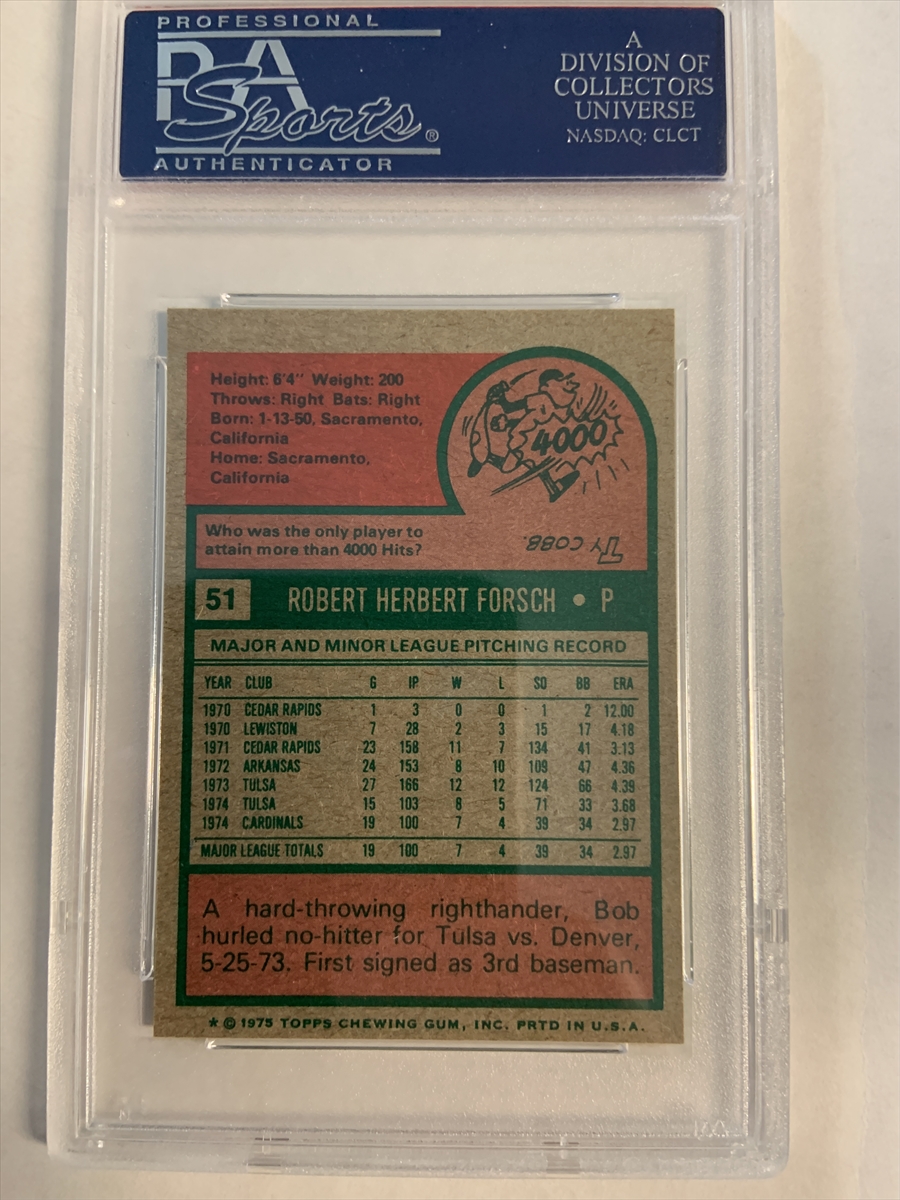 PROFESSIONAL
PSA
Sports®
AUTHENTICATOR
A
DIVISION OF
COLLECTORS
UNIVERSE
NASDAQ: CLCT
Height: 6'4" Weight: 200
Throws: Right Bats: Right
Born: 1-13-50, Sacramento,
California
Home: Sacramento,
California
4000
Who was the only player to
attain more than 4000 Hits?
TY COBB.
51 ROBERT HERBERT FORSCH • P
MAJOR AND MINOR LEAGUE PITCHING RECORD
YEAR CLUB G IP W L SO BB ERA
1970 CEDAR RAPIDS 1 3 0 0 1 2 12.00
1970 LEWISTON 7 28 2 3 15 17 4.18
1971 CEDAR RAPIDS 23 158 11 7 134 41 3.13
1972 ARKANSAS 24 153 8 10 109 47 4.36
1973 TULSA 27 166 12 12 124 66 4.39
1974 TULSA 15 103 8 5 71 33 3.68
1974 CARDINALS 19 100 7 4 39 34 2.97
MAJOR LEAGUE TOTALS 19 100 7 4 39 34 2.97
A hard-throwing righthander, Bob
hurled no-hitter for Tulsa vs. Denver,
5-25-73. First signed as 3rd baseman.
* © 1975 TOPPS CHEWING GUM, INC. PRTD IN U.S.A.